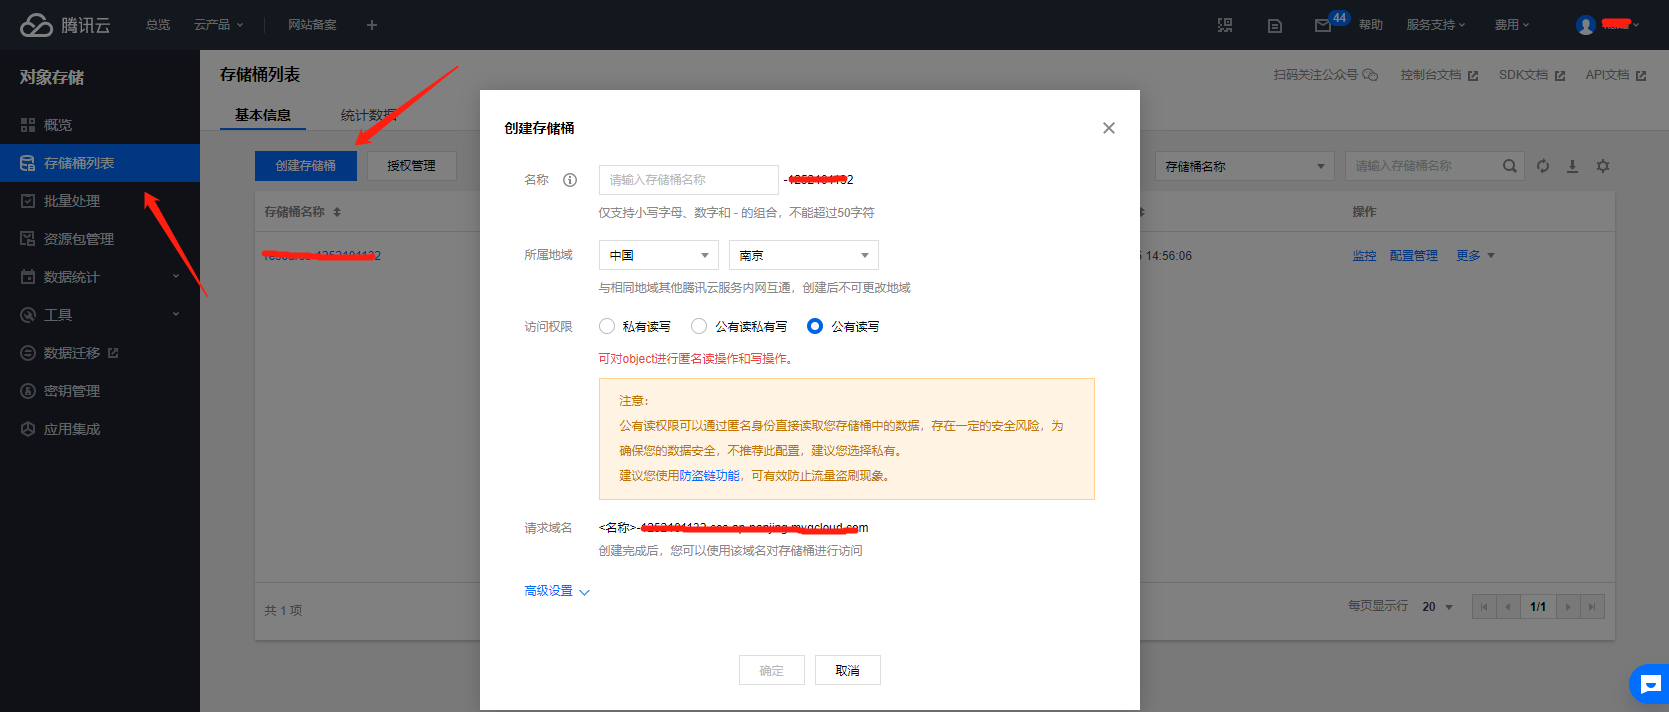 腾讯云 总览 云产品 网站备案 44 帮助 服务支持 费用
对象存储
概览
存储桶列表
批量处理
资源包管理
数据统计
工具
数据迁移
密钥管理
应用集成
存储桶列表 扫码关注公众号 控制台文档 SDK文档 API文档
基本信息 统计数据
创建存储桶 授权管理 存储桶名称 请输入存储桶名称
存储桶名称 操作
14:56:06 监控 配置管理 更多
共 1 项 每页显示行 20 1/1
创建存储桶
名称 请输入存储桶名称
仅支持小写字母、数字和 - 的组合，不能超过50字符
所属地域 中国 南京
与相同地域其他腾讯云服务内网互通，创建后不可更改地域
访问权限 私有读写 公有读私有写 公有读写
可对object进行匿名读操作和写操作。
注意：
公有读权限可以通过匿名身份直接读取您存储桶中的数据，存在一定的安全风险，为
确保您的数据安全，不推荐此配置，建议您选择私有。
建议您使用防盗链功能，可有效防止流量盗刷现象。
请求域名 <名称>-
创建完成后，您可以使用该域名对存储桶进行访问
高级设置
确定 取消